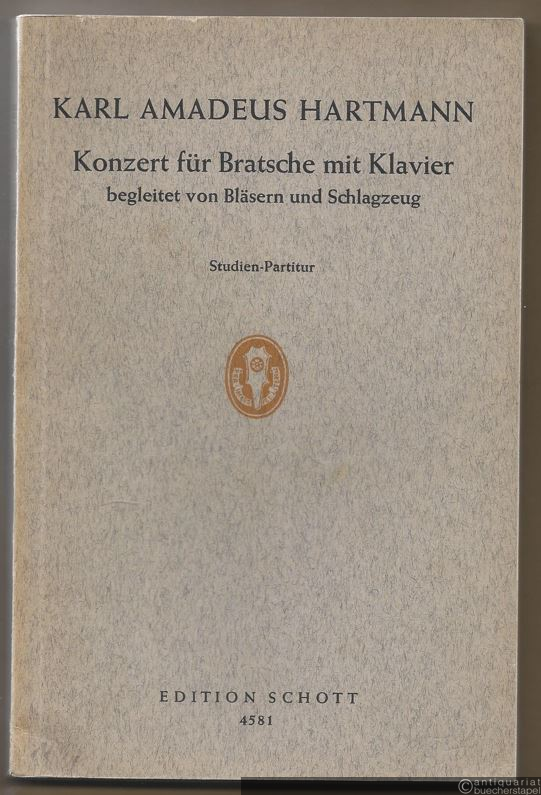 KARL AMADEUS HARTMANN
Konzert für Bratsche mit Klavier
begleitet von Bläsern und Schlagzeug
Studien-Partitur
EDITION SCHOTT
4581
antiquariat
buecherstapel